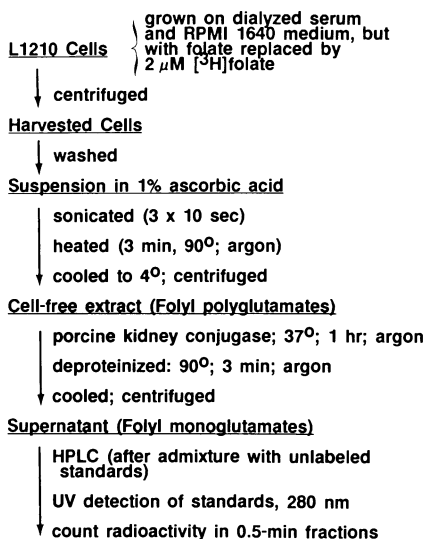 grown on dialyzed serum
and RPMI 1640 medium, but
L1210 Cells with folate replaced by
2 μM [³H]folate
centrifuged
Harvested Cells
washed
Suspension in 1% ascorbic acid
sonicated (3 x 10 sec)
heated (3 min, 90º; argon)
cooled to 4º; centrifuged
Cell-free extract (Folyl polyglutamates)
porcine kidney conjugase; 37º; 1 hr; argon
deproteinized: 90º; 3 min; argon
cooled; centrifuged
Supernatant (Folyl monoglutamates)
HPLC (after admixture with unlabeled
standards)
UV detection of standards, 280 nm
count radioactivity in 0.5-min fractions